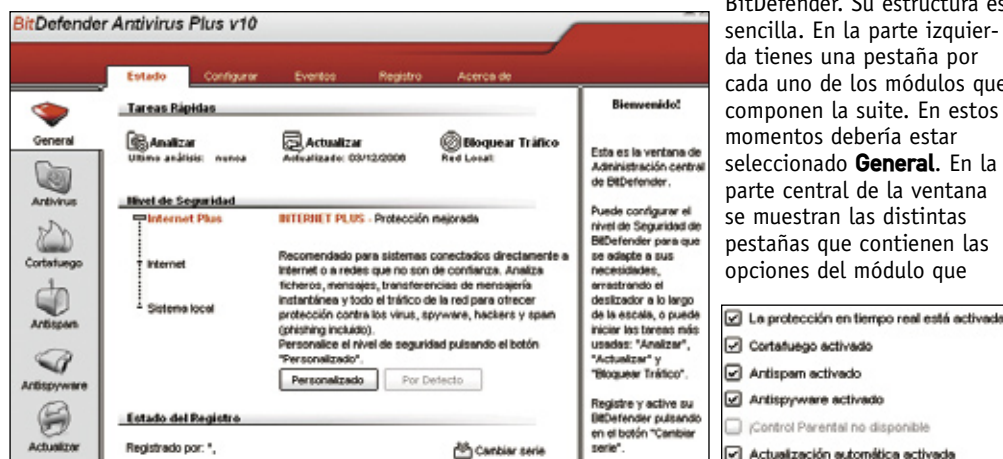 BitDefender Antivirus Plus v10
Estado Configurar Eventos Registro Acerca de
General
Antivirus
Cortafuego
Antispam
Antispyware
Actualizar
Tareas Rápidas
Analizar
Último análisis: nunca
Actualizar
Actualizado: 03/12/2006
Bloquear Tráfico
Red Local:
Nivel de Seguridad
Internet Plus
Internet
Sistema local
INTERNET PLUS - Protección mejorada
Recomendado para sistemas conectados directamente a
Internet o a redes que no son de confianza. Analiza
ficheros, mensajes, transferencias de mensajería
instantánea y todo el tráfico de la red para ofrecer
protección contra los virus, spyware, hackers y spam
(phishing incluido).
Personalice el nivel de seguridad pulsando el botón
"Personalizado".
Personalizado Por Defecto
Estado del Registro
Registrado por: ",
Cambiar serie
Bienvenido!
Esta es la ventana de
Administración central
de BitDefender.
Puede configurar el
nivel de Seguridad de
BitDefender para que
se adapte a sus
necesidades,
arrastrando el
deslizador a lo largo
de la escala, o puede
iniciar las tareas más
usadas: "Analizar",
"Actualizar" y
"Bloquear Tráfico".
Registre y active su
BitDefender pulsando
en el botón "Cambiar
serie".
BitDefender. Su estructura es
sencilla. En la parte izquier-
da tienes una pestaña por
cada uno de los módulos que
componen la suite. En estos
momentos debería estar
seleccionado General. En la
parte central de la ventana
se muestran las distintas
pestañas que contienen las
opciones del módulo que
La protección en tiempo real está activada
Cortafuego activado
Antispam activado
Antispyware activado
¡Control Parental no disponible
Actualización automática activada